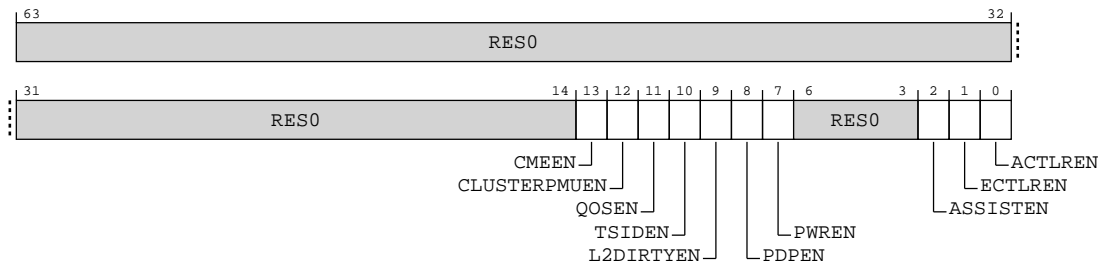 63 32
RES0
31 14 13 12 11 10 9 8 7 6 3 2 1 0
RES0 RES0
CMEEN ACTLREN
CLUSTERPMUEN ECTLREN
QOSEN ASSISTEN
TSIDEN PWREN
L2DIRTYEN PDPEN